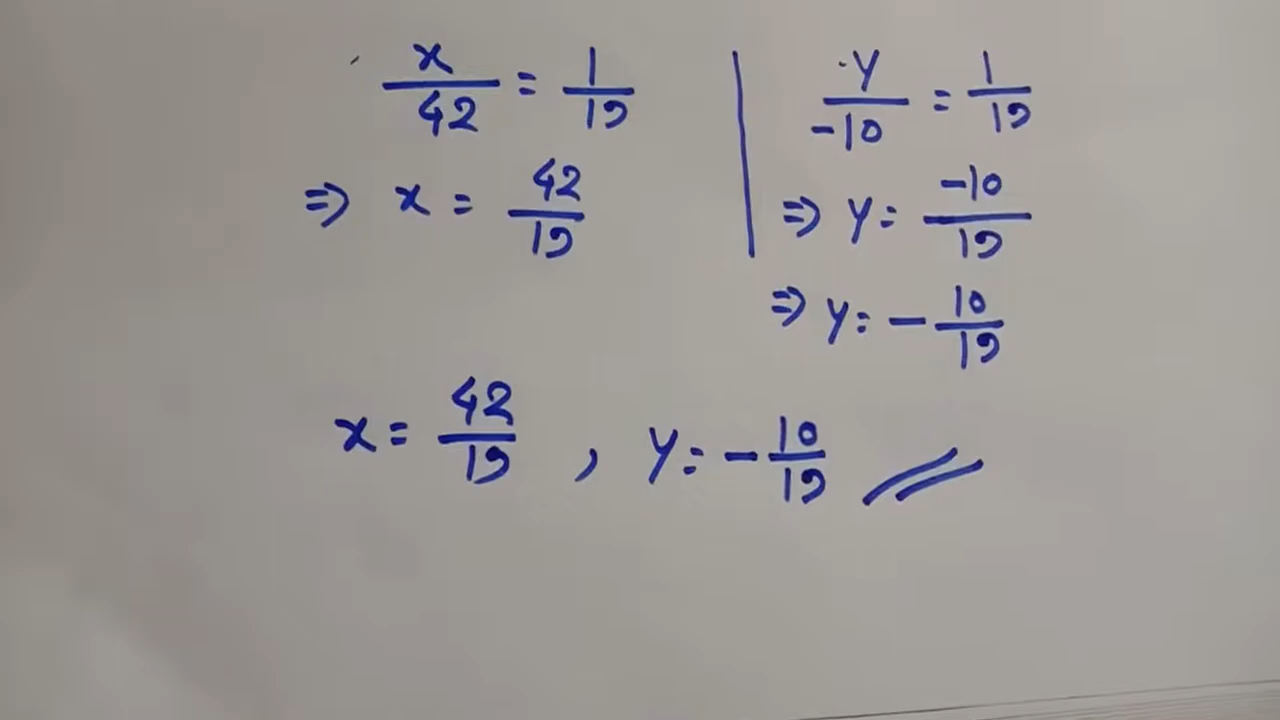 x/42 = 1/19
⇒ x = 42/19
y/-10 = 1/19
⇒ y = -10/19
⇒ y = -10/19
x = 42/19 , y = -10/19 //